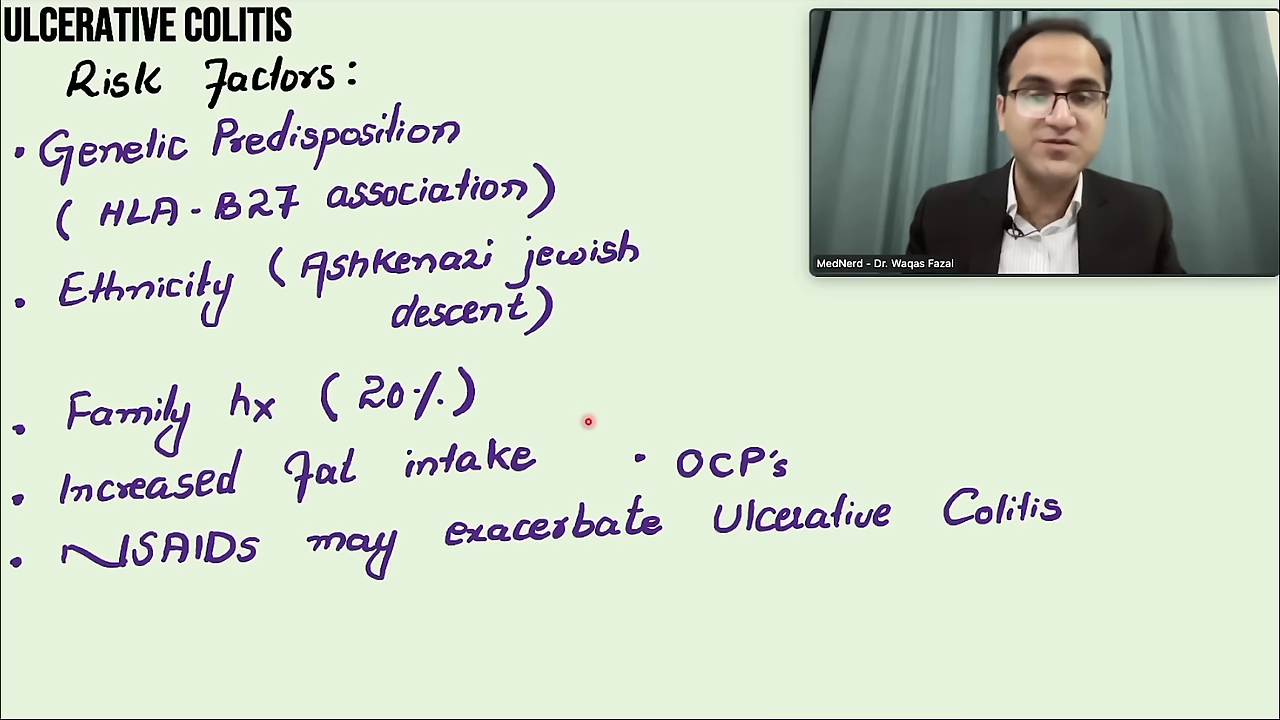 ULCERATIVE COLITIS
Risk Factors:
• Genetic Predisposition
( HLA-B27 association)
• Ethnicity (Ashkenazi jewish
descent)
• Family hx (20%)
• Increased Fat intake • OCP's
• NSAIDs may exacerbate Ulcerative Colitis
MedNerd - Dr. Waqas Fazal